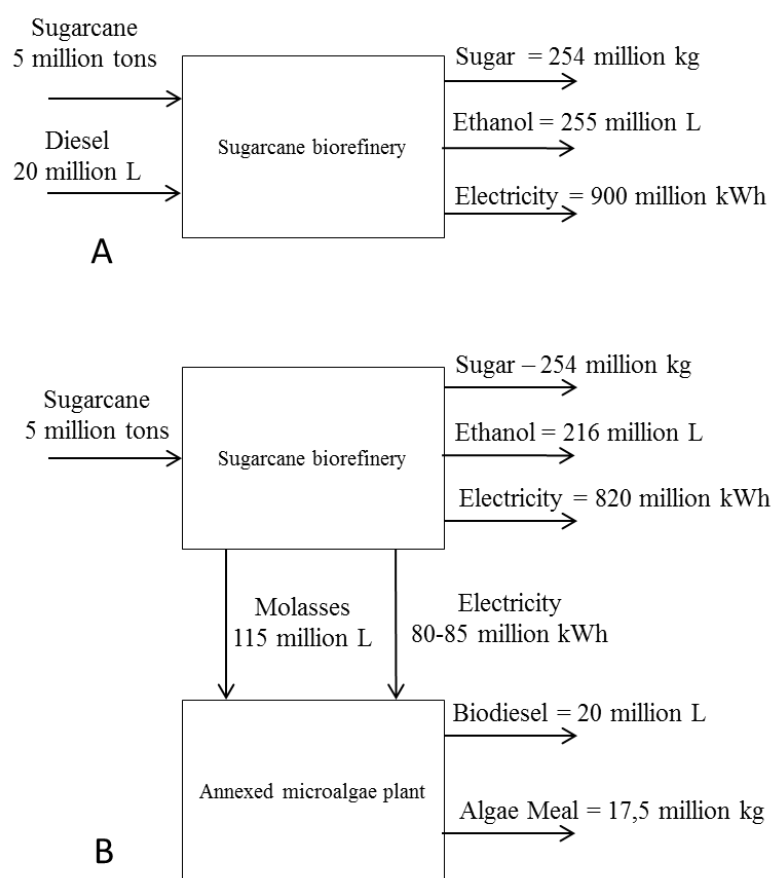 Sugarcane
5 million tons
Diesel
20 million L
Sugarcane biorefinery
Sugar = 254 million kg
Ethanol = 255 million L
Electricity = 900 million kWh
A
Sugarcane
5 million tons
Sugarcane biorefinery
Sugar – 254 million kg
Ethanol = 216 million L
Electricity = 820 million kWh
Molasses
115 million L
Electricity
80-85 million kWh
Annexed microalgae plant
Biodiesel = 20 million L
Algae Meal = 17,5 million kg
B